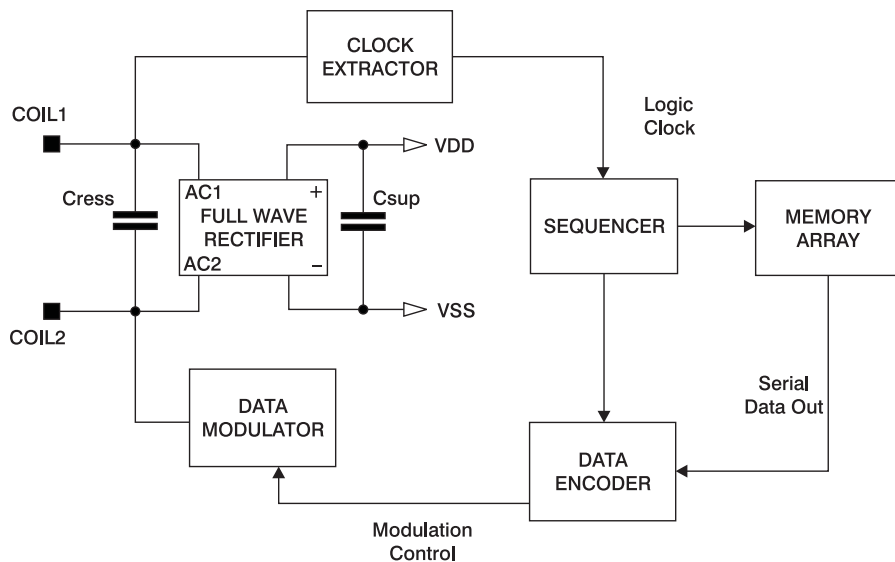 CLOCK
EXTRACTOR
Logic
Clock
COIL1
VDD
Cress
AC1
+
Csup
FULL WAVE
RECTIFIER
AC2
–
SEQUENCER
MEMORY
ARRAY
VSS
COIL2
Serial
Data Out
DATA
MODULATOR
DATA
ENCODER
Modulation
Control